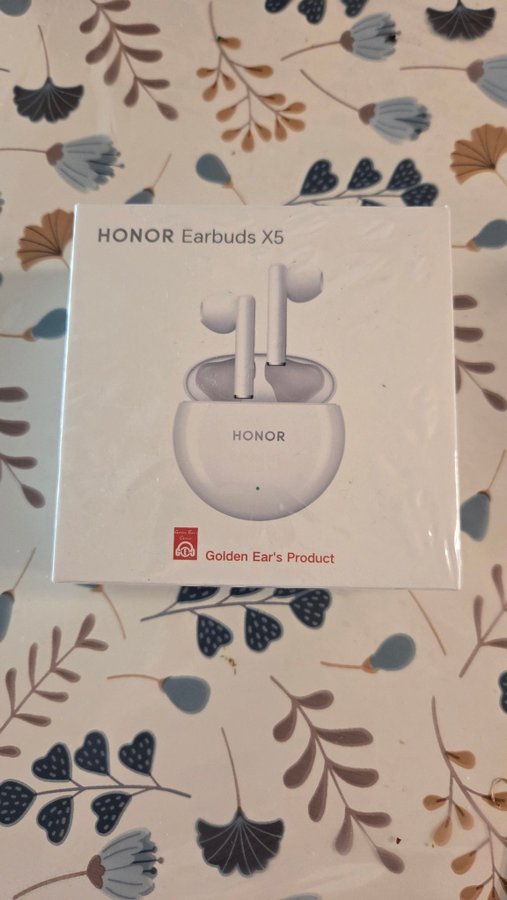 HONOR Earbuds X5
HONOR
Golden Ear's Product